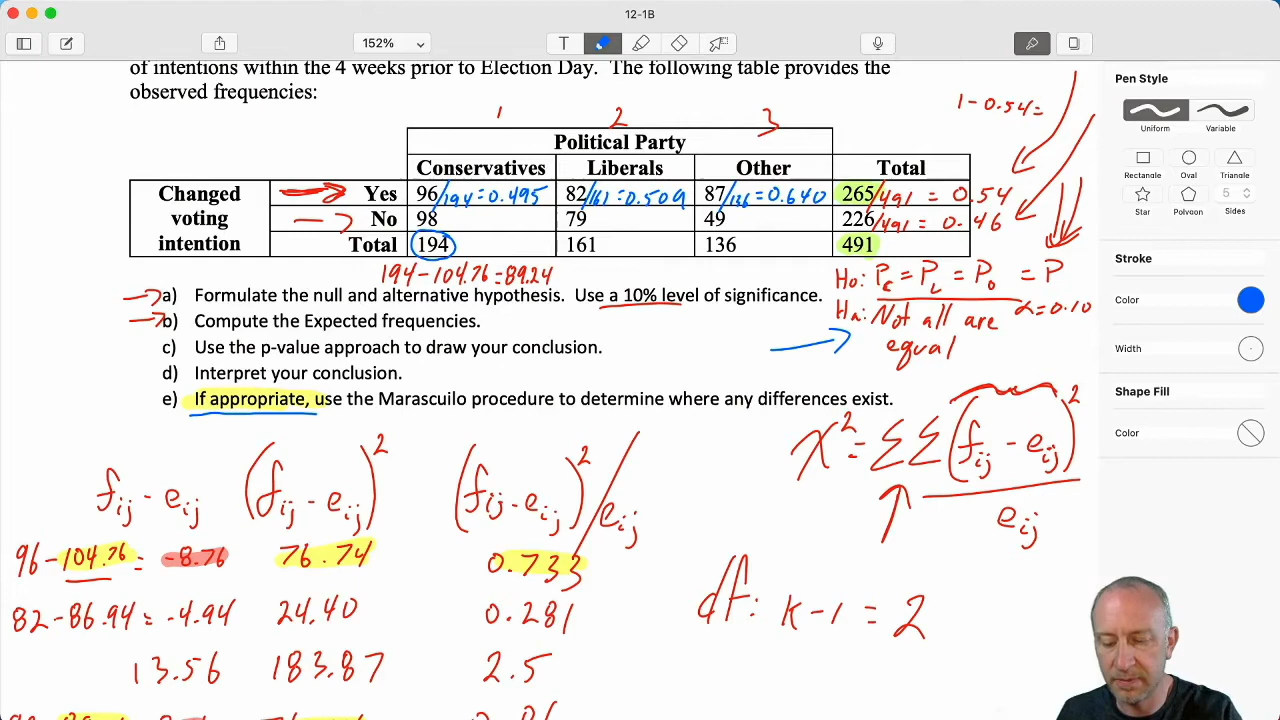 12-1B
152%
T
Pen Style
of intentions within the 4 weeks prior to Election Day. The following table provides the
observed frequencies:
1 - 0.54 =
Uniform
Variable
1 2 3
Political Party
Conservatives Liberals Other Total
Rectangle Oval Triangle
Changed voting intention
Yes 96/194 = 0.495 82/161 = 0.509 87/136 = 0.640 265/491 = 0.54
No 98 79 49 226/491 = 0.46
Total 194 161 136 491
5
Star Polygon Sides
194 - 104.76 = 89.24
Stroke
Color
Width
Shape Fill
Color
H0: Pc = PL = PO = P
a) Formulate the null and alternative hypothesis. Use a 10% level of significance.
Ha: Not all are equal
α = 0.10
b) Compute the Expected frequencies.
c) Use the p-value approach to draw your conclusion.
d) Interpret your conclusion.
e) If appropriate, use the Marascuilo procedure to determine where any differences exist.
χ² = ΣΣ (fij - eij)² / eij
fij - eij (fij - eij)² (fij - eij)² / eij
96 - 104.76 = -8.76 76.74 0.733
82 - 86.94 = -4.94 24.40 0.281
df: k - 1 = 2
13.56 183.87 2.5